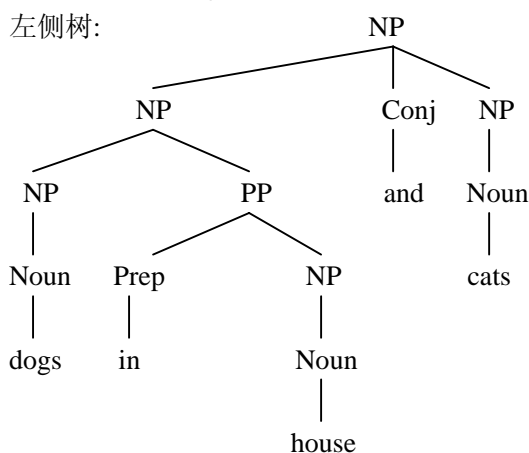 左侧树: NP
NP Conj NP
NP PP and Noun
Noun Prep NP cats
dogs in Noun
house